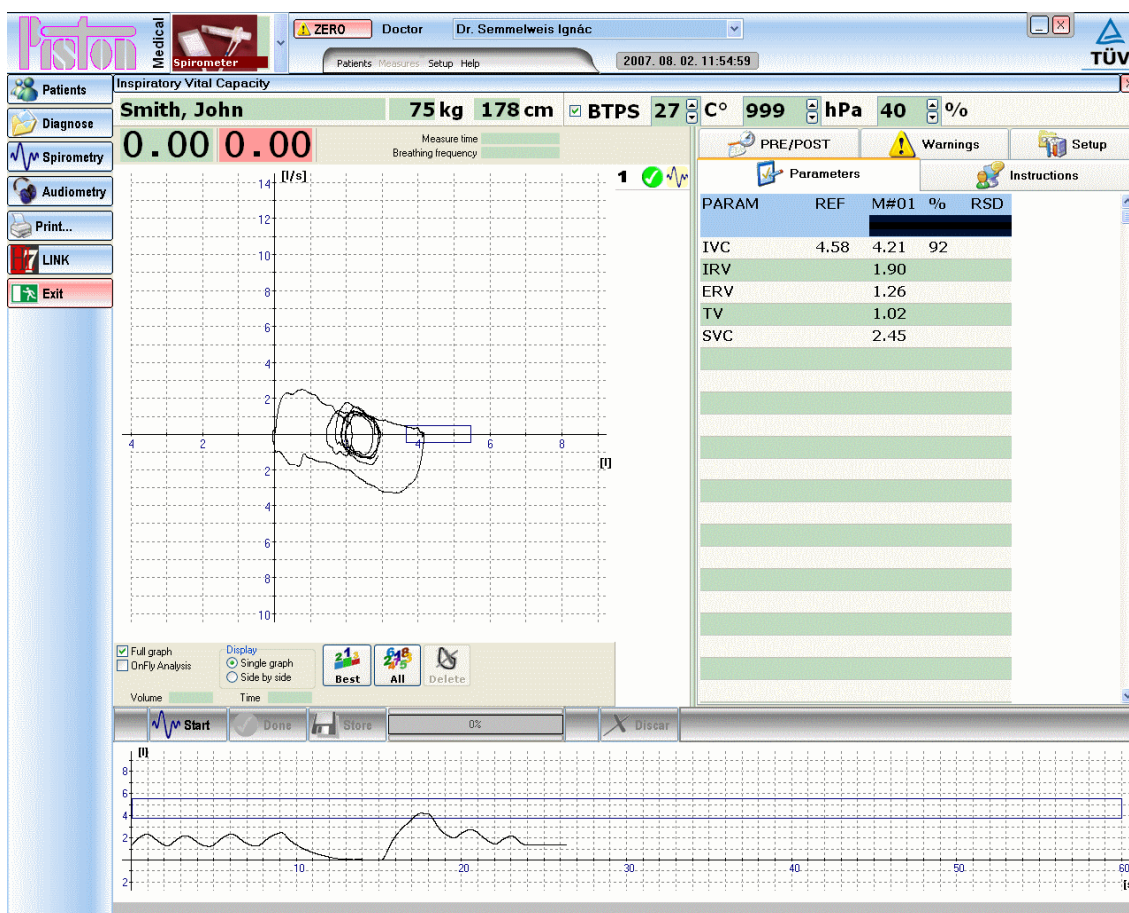 Piston
Medical
Spirometer
ZERO
Doctor
Dr. Semmelweis Ignác
Patients Measures Setup Help
2007. 08. 02. 11:54:59
TÜV
Patients
Diagnose
Spirometry
Audiometry
Print...
H7 LINK
Exit
Inspiratory Vital Capacity
Smith, John
75 kg 178 cm
BTPS 27 C° 999 hPa 40 %
0.00 0.00
Measure time
Breathing frequency
1
[l/s]
14
12
10
8
6
4
2
4 2 2 4 6 8
[l]
2
4
6
8
10
PRE/POST
Warnings
Setup
Parameters
Instructions
PARAM REF M#01 % RSD
IVC 4.58 4.21 92
IRV 1.90
ERV 1.26
TV 1.02
SVC 2.45
Full graph
OnFly Analysis
Display
Single graph
Side by side
Best
All
Delete
Volume
Time
Start
Done
Store
0%
Discar
[l]
8
6
4
2
10 20 30 40 50 60
2